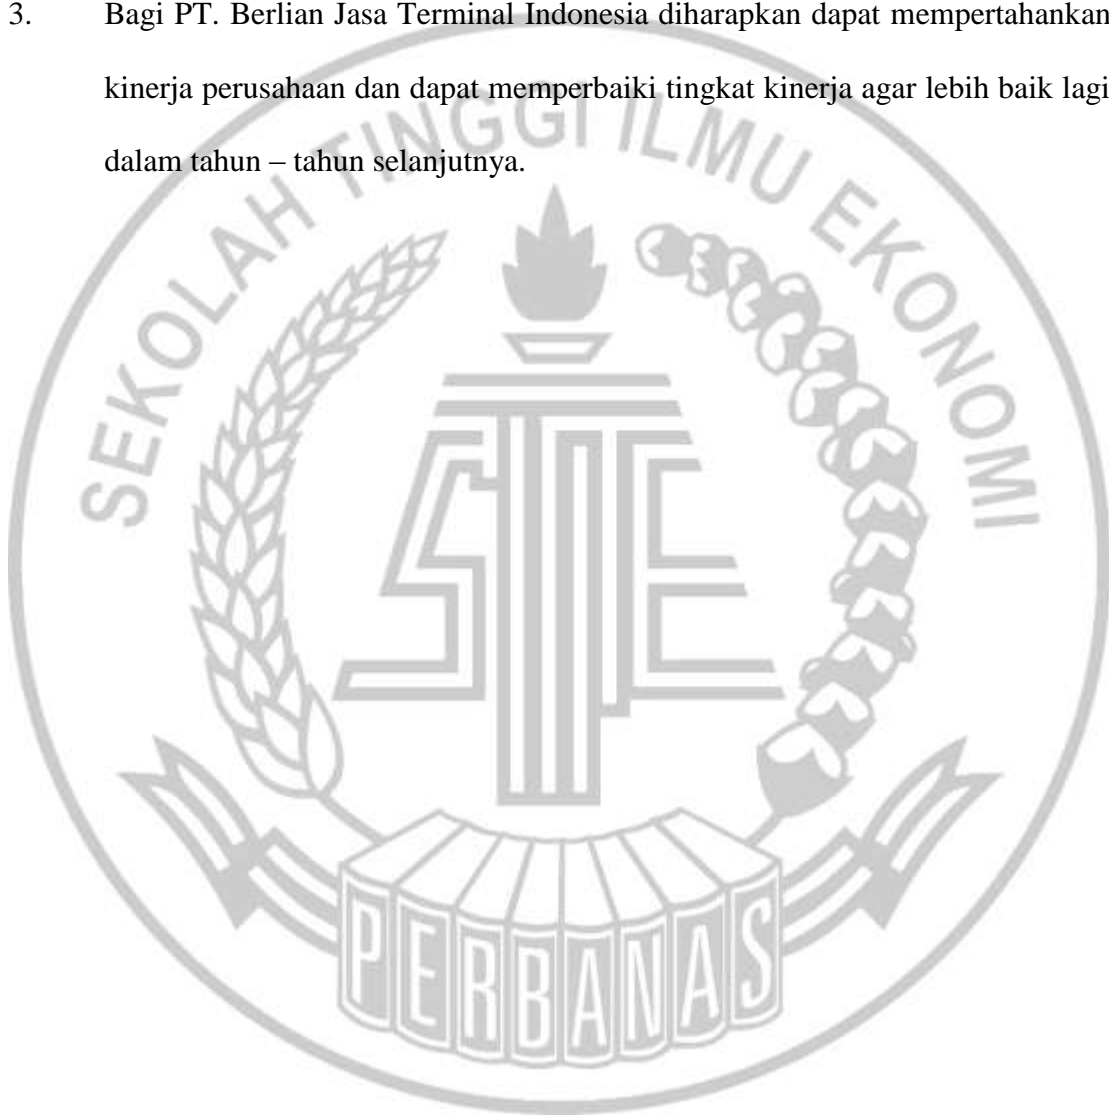 3. Bagi PT. Berlian Jasa Terminal Indonesia diharapkan dapat mempertahankan
kinerja perusahaan dan dapat memperbaiki tingkat kinerja agar lebih baik lagi
dalam tahun – tahun selanjutnya.
SEKOLAH TINGGI ILMU EKONOMI
STIE
PERBANAS